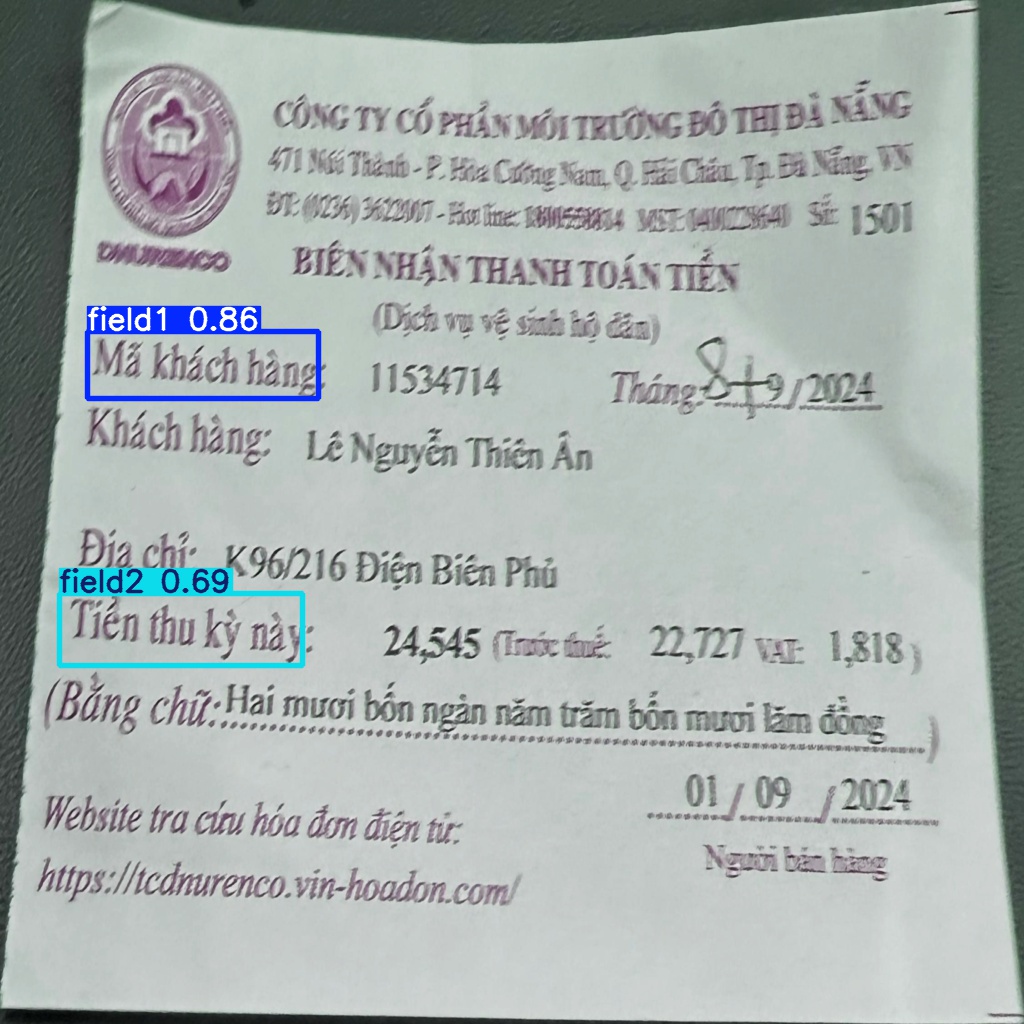 CÔNG TY CỔ PHẦN MÔI TRƯỜNG ĐÔ THỊ ĐÀ NẴNG
471 Núi Thành - P. Hòa Cường Nam, Q. Hải Châu, Tp. Đà Nẵng, VN
ĐT: (0236) 3622007 - Hot line: MST: Số: 1501
DNURENCO
BIÊN NHẬN THANH TOÁN TIỀN
(Dịch vụ vệ sinh hộ dân)
field1 0.86
Mã khách hàng: 11534714 Tháng: 8+9/2024
Khách hàng: Lê Nguyễn Thiên Ân
Địa chỉ: K96/216 Điện Biên Phủ
field2 0.69
Tiền thu kỳ này: 24,545 (Trước thuế: 22,727 VAT: 1,818)
(Bằng chữ: Hai mươi bốn ngàn năm trăm bốn mươi lăm đồng)
01 / 09 / 2024
Người bán hàng
Website tra cứu hóa đơn điện tử:
https://tcdnurenco.vin-hoadon.com/